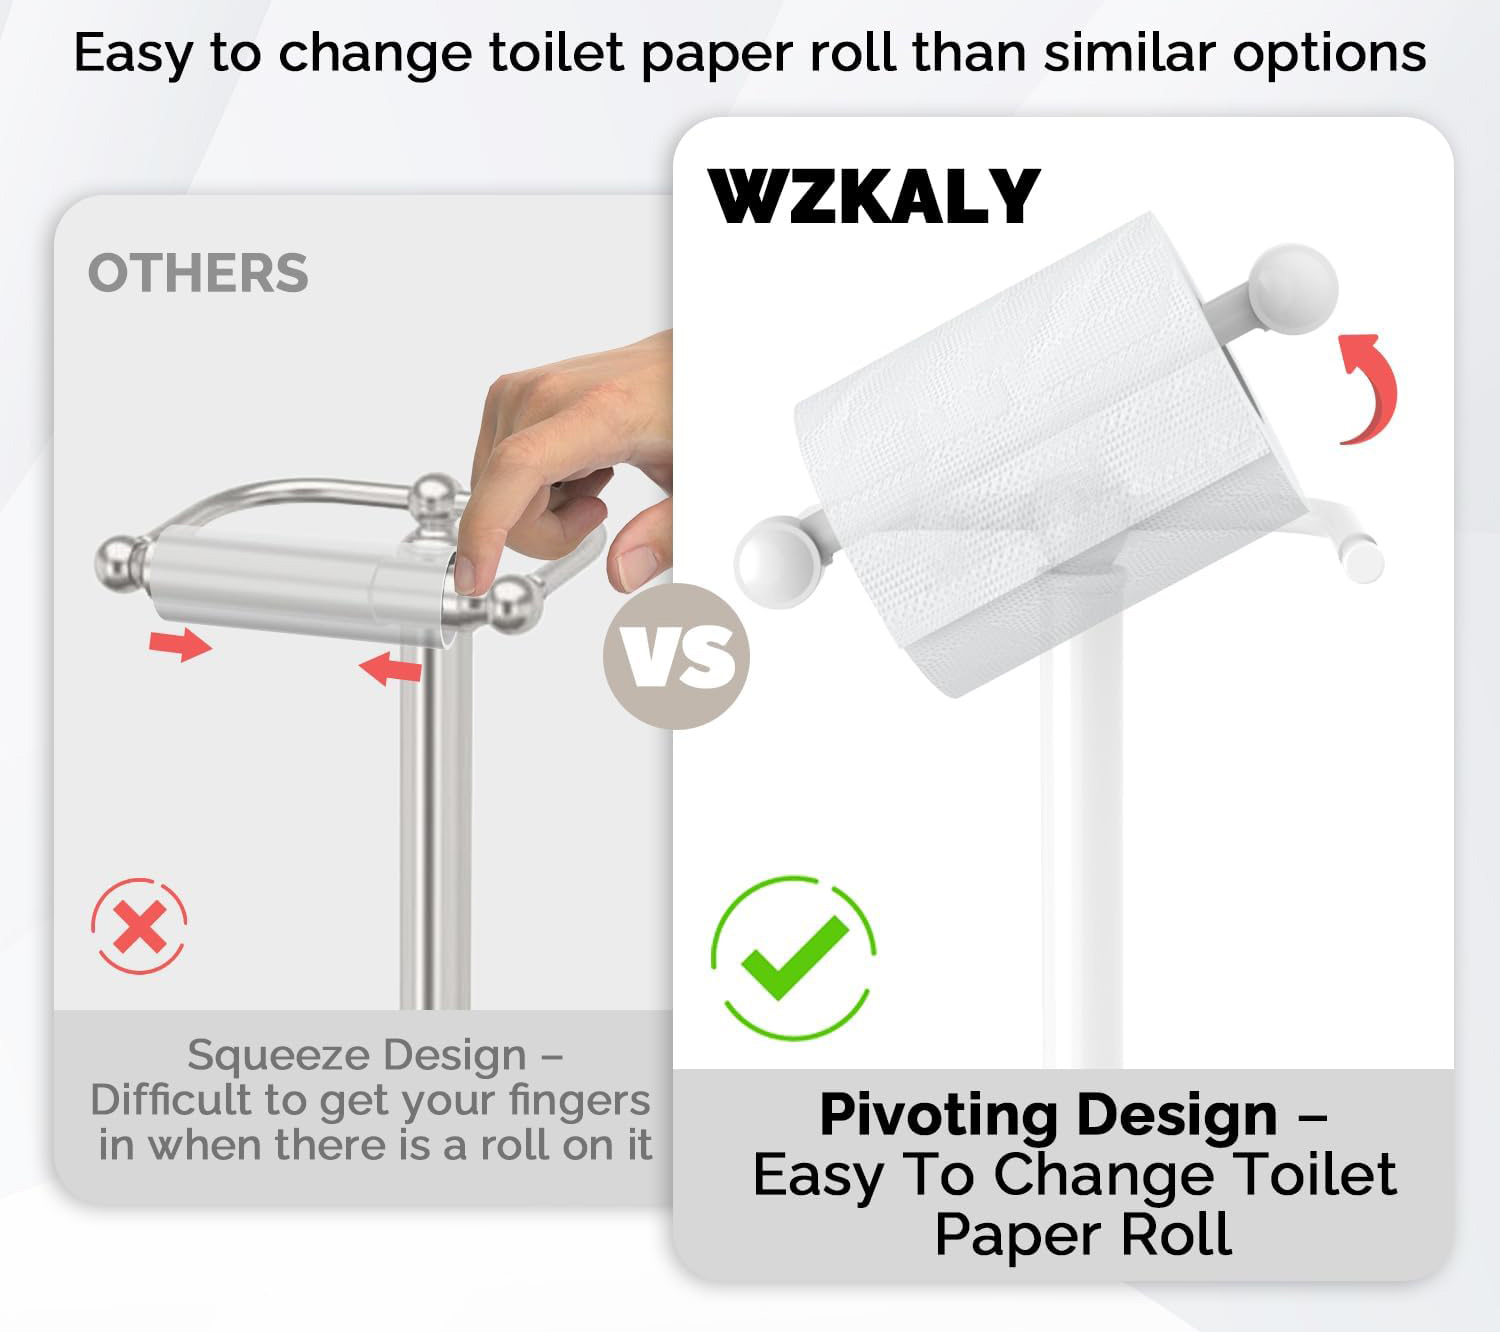 Easy to change toilet paper roll than similar options
OTHERS
WZKALY
VS
Squeeze Design –
Difficult to get your fingers
in when there is a roll on it
Pivoting Design –
Easy To Change Toilet
Paper Roll